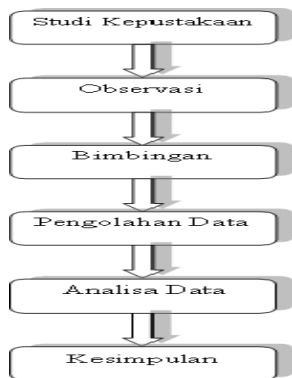 Studi Kepustakaan
Observasi
Bimbingan
Pengolahan Data
Analisa Data
Kesimpulan